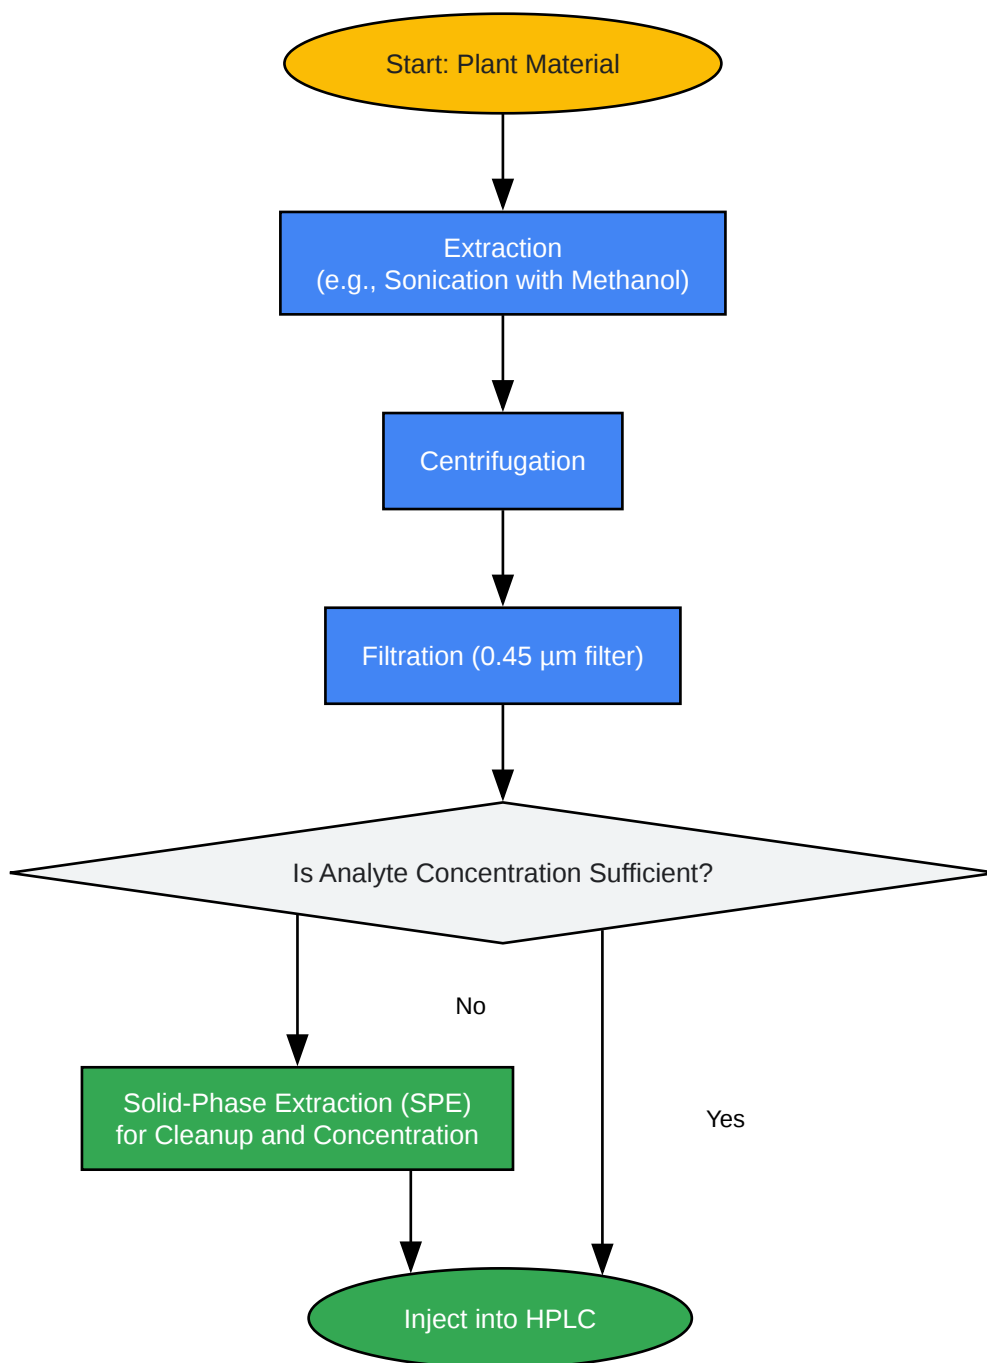 Start: Plant Material
Extraction
(e.g., Sonication with Methanol)
Centrifugation
Filtration (0.45 µm filter)
Is Analyte Concentration Sufficient?
No
Solid-Phase Extraction (SPE)
for Cleanup and Concentration
Yes
Inject into HPLC